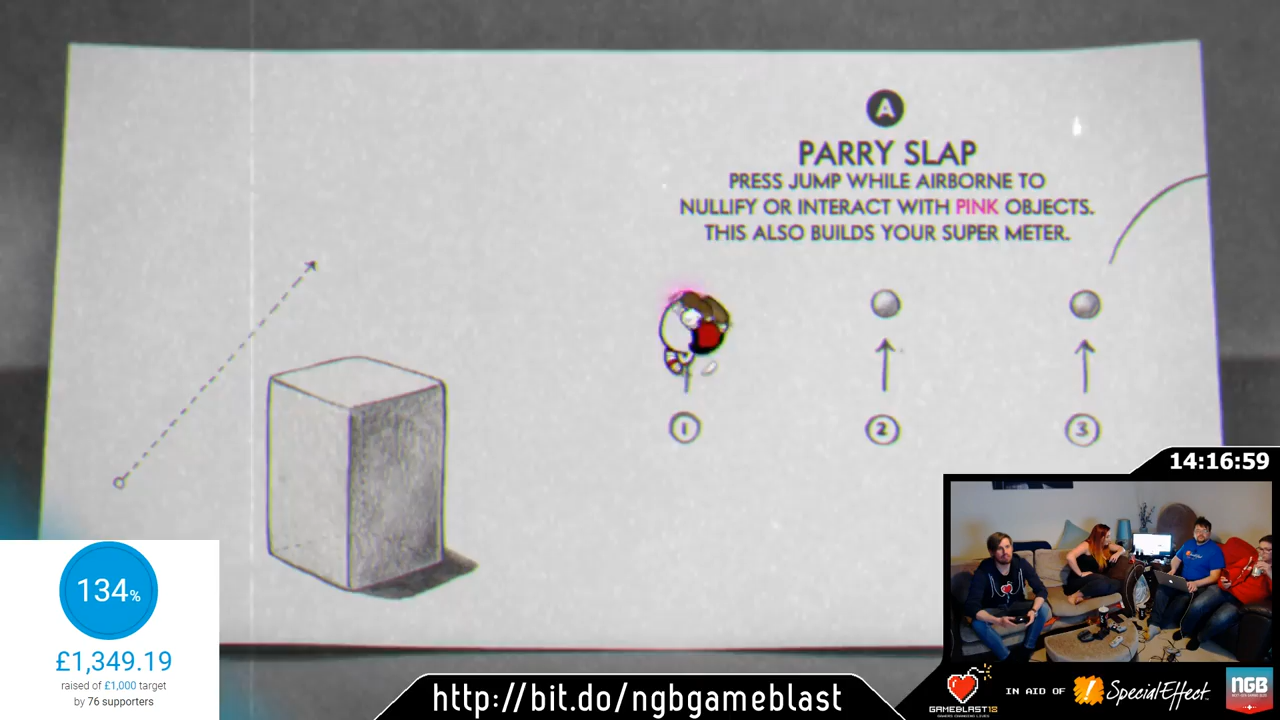 A
PARRY SLAP
PRESS JUMP WHILE AIRBORNE TO
NULLIFY OR INTERACT WITH PINK OBJECTS.
THIS ALSO BUILDS YOUR SUPER METER.
1 2 3
14:16:59
134%
£1,349.19
raised of £1,000 target
by 76 supporters
http://bit.do/ngbgameblast
GAMEBLAST18
IN AID OF SpecialEffect
NGB